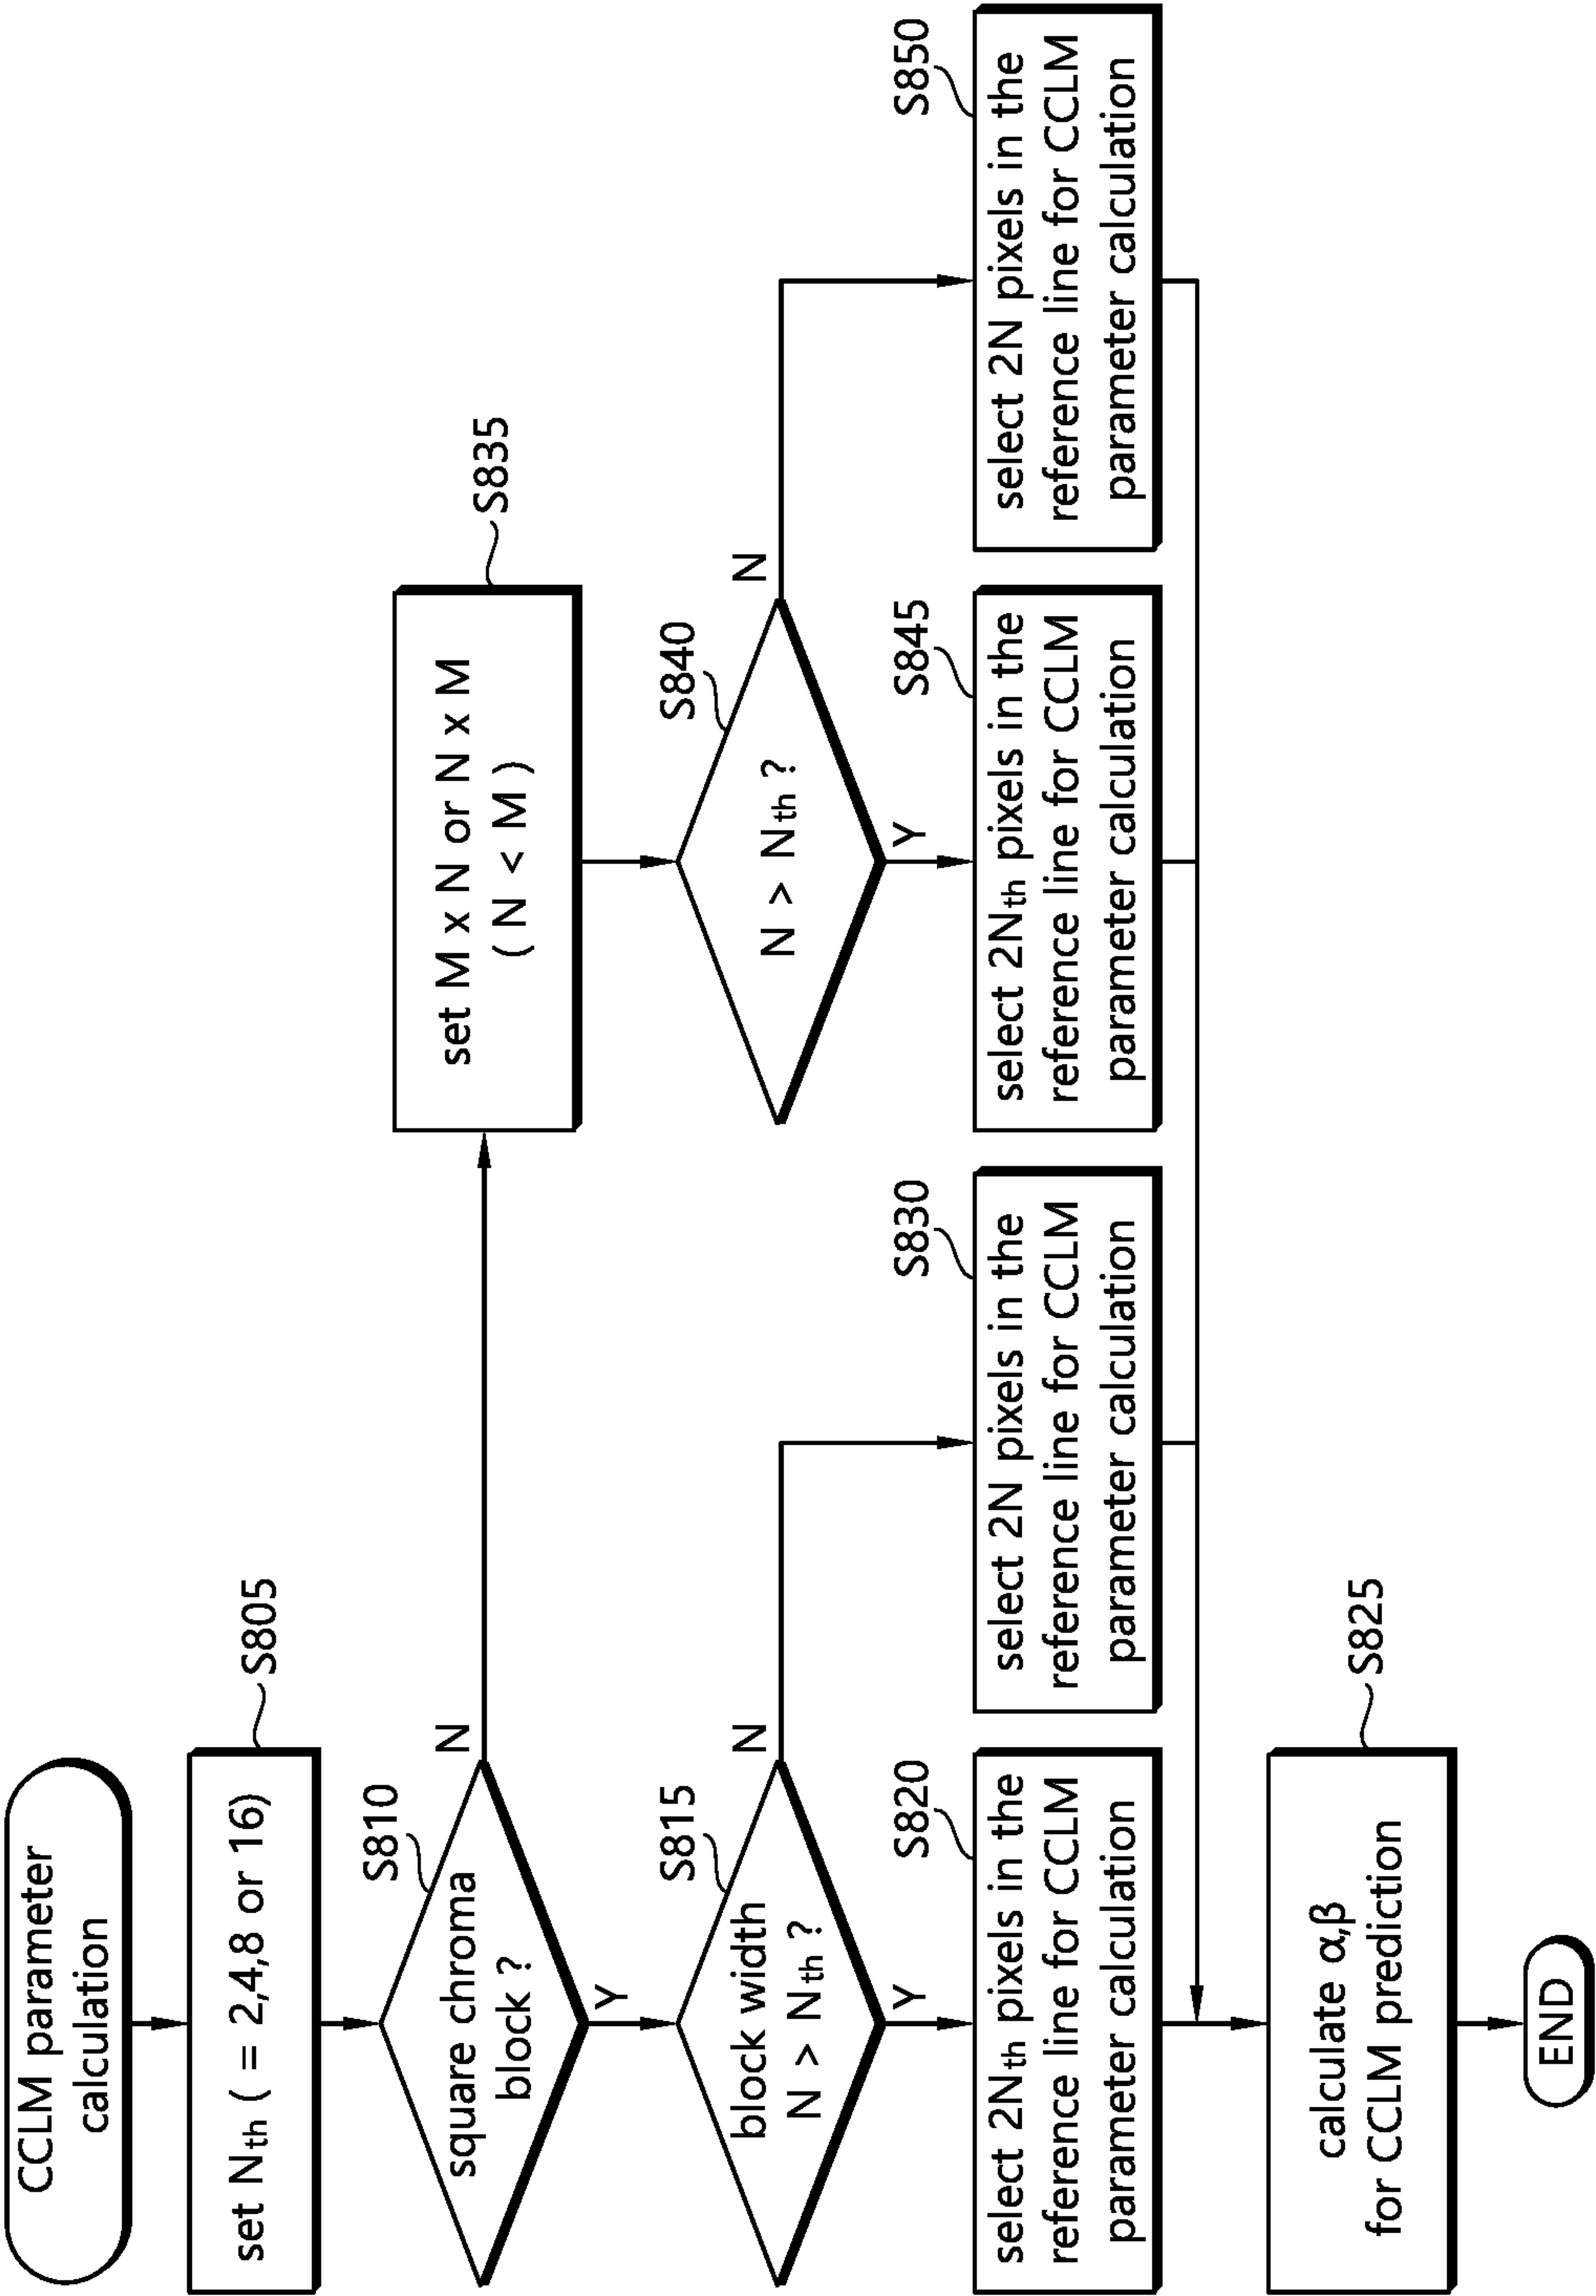 CCLM parameter
calculation
S805
set Nth ( = 2,4,8 or 16)
S810
square chroma
block ?
N
Y
S815
block width
N > Nth ?
N
Y
S820
select 2Nth pixels in the
reference line for CCLM
parameter calculation
S830
select 2N pixels in the
reference line for CCLM
parameter calculation
S835
set M x N or N x M
( N < M )
S840
N > Nth ?
N
Y
S845
select 2Nth pixels in the
reference line for CCLM
parameter calculation
S850
select 2N pixels in the
reference line for CCLM
parameter calculation
S825
calculate α,β
for CCLM prediction
END